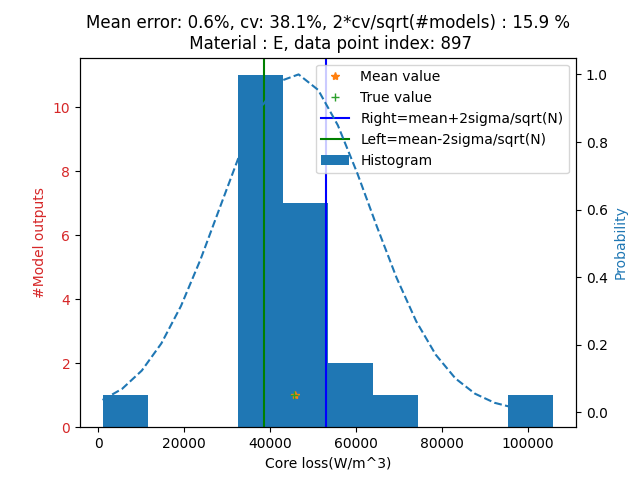 Mean error: 0.6%, cv: 38.1%, 2*cv/sqrt(#models) : 15.9 %
Material : E, data point index: 897
Mean value
True value
Right=mean+2sigma/sqrt(N)
Left=mean-2sigma/sqrt(N)
Histogram
#Model outputs
10
8
6
4
2
0
1.0
0.8
0.6
0.4
0.2
0.0
Probability
0 20000 40000 60000 80000 100000
Core loss(W/m^3)